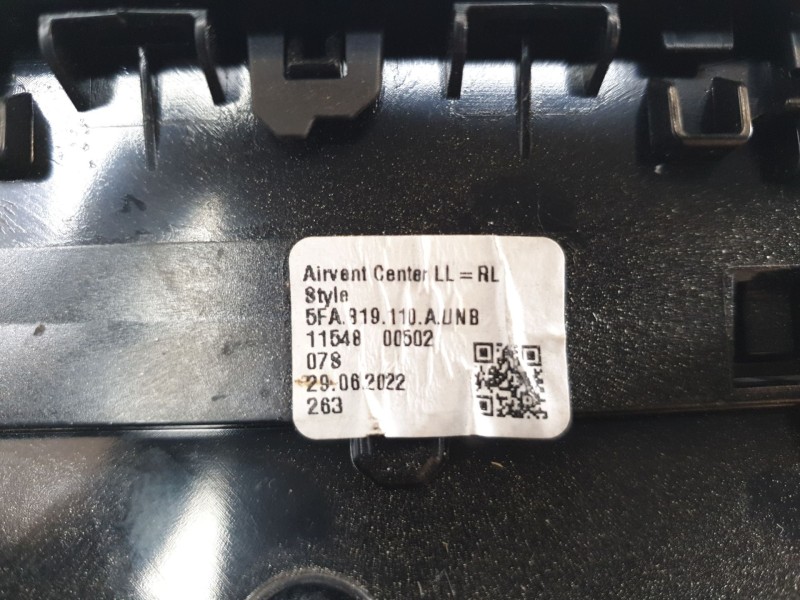 Airvent Center LL = RL
Style
5FA.819.110.A.UNB
11548 00502
078
29.06.2022
263